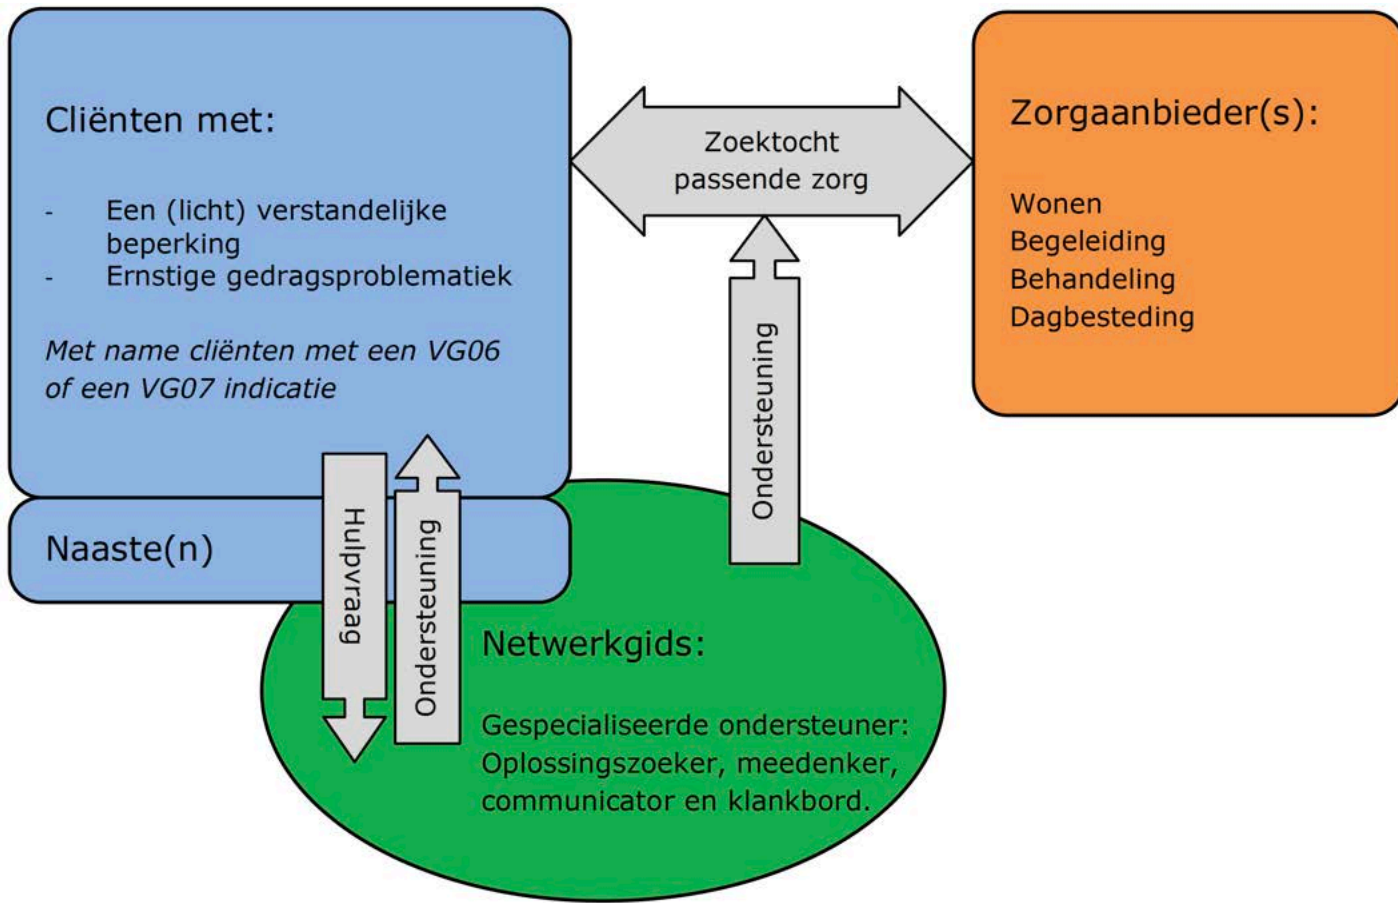 Cliënten met:
- Een (licht) verstandelijke
beperking
- Ernstige gedragsproblematiek
Met name cliënten met een VG06
of een VG07 indicatie
Naaste(n)
Hulpvraag
Ondersteuning
Zoektocht
passende zorg
Ondersteuning
Zorgaanbieder(s):
Wonen
Begeleiding
Behandeling
Dagbesteding
Netwerkgids:
Gespecialiseerde ondersteuner:
Oplossingszoeker, meedenker,
communicator en klankbord.